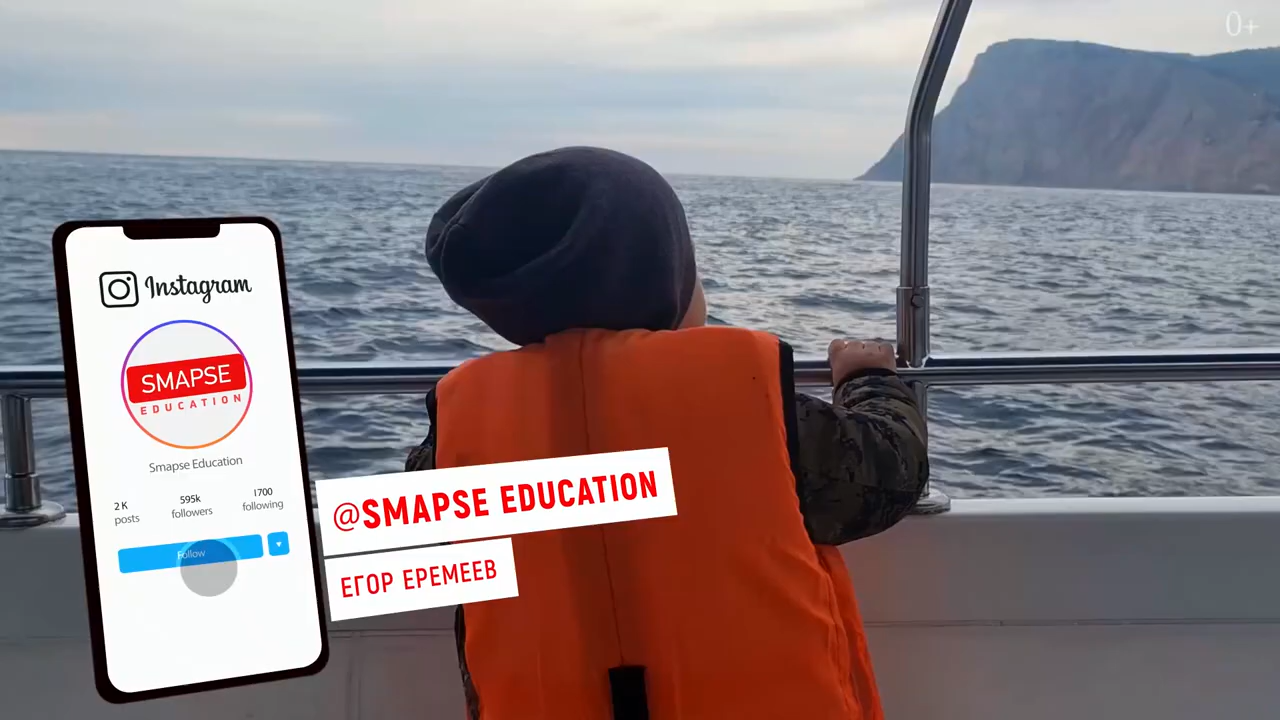 0+
Instagram
SMAPSE
EDUCATION
Smapse Education
2 K
595k
1700
posts
followers
following
Follow
@SMAPSE EDUCATION
ЕГОР ЕРЕМЕЕВ